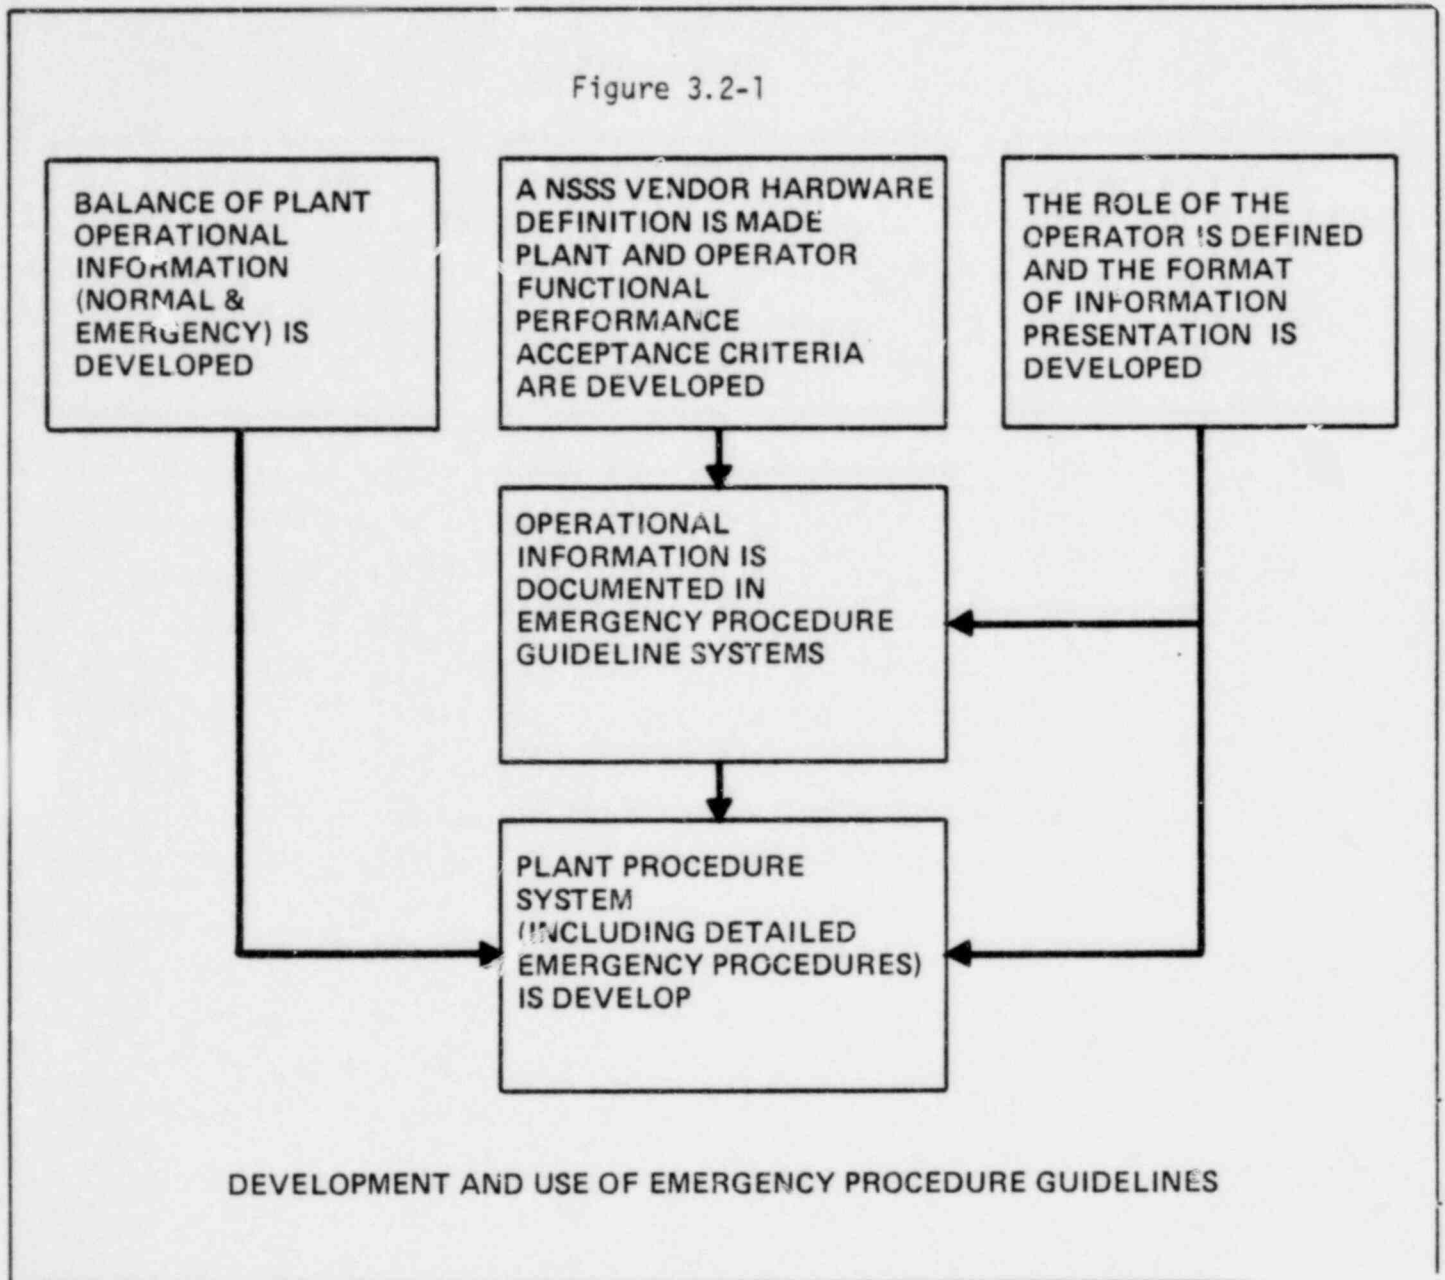 Figure 3.2-1
BALANCE OF PLANT
OPERATIONAL
INFORMATION
(NORMAL &
EMERGENCY) IS
DEVELOPED
A NSSS VENDOR HARDWARE
DEFINITION IS MADE
PLANT AND OPERATOR
FUNCTIONAL
PERFORMANCE
ACCEPTANCE CRITERIA
ARE DEVELOPED
THE ROLE OF THE
OPERATOR IS DEFINED
AND THE FORMAT
OF INFORMATION
PRESENTATION IS
DEVELOPED
OPERATIONAL
INFORMATION IS
DOCUMENTED IN
EMERGENCY PROCEDURE
GUIDELINE SYSTEMS
PLANT PROCEDURE
SYSTEM
(INCLUDING DETAILED
EMERGENCY PROCEDURES)
IS DEVELOP
DEVELOPMENT AND USE OF EMERGENCY PROCEDURE GUIDELINES